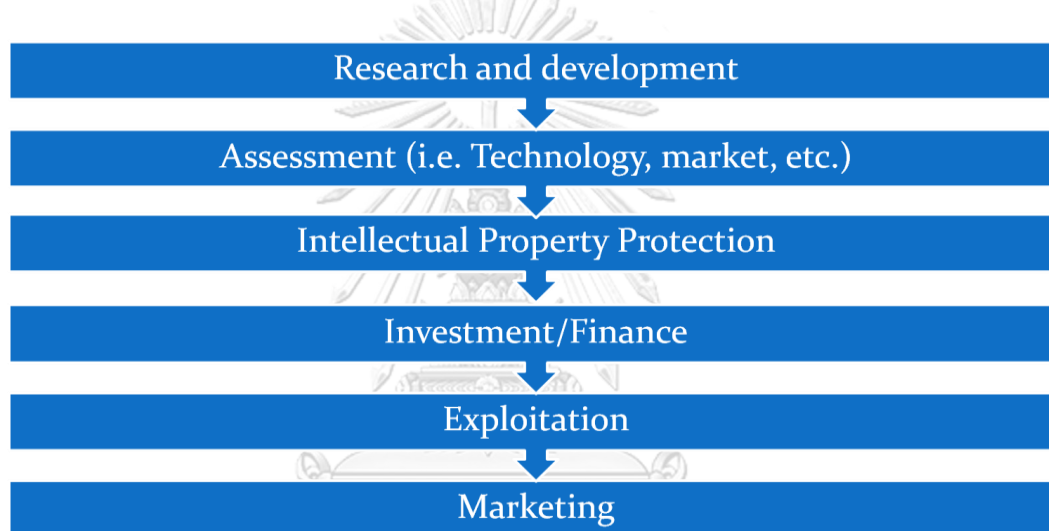 Research and development
Assessment (i.e. Technology, market, etc.)
Intellectual Property Protection
Investment/Finance
Exploitation
Marketing